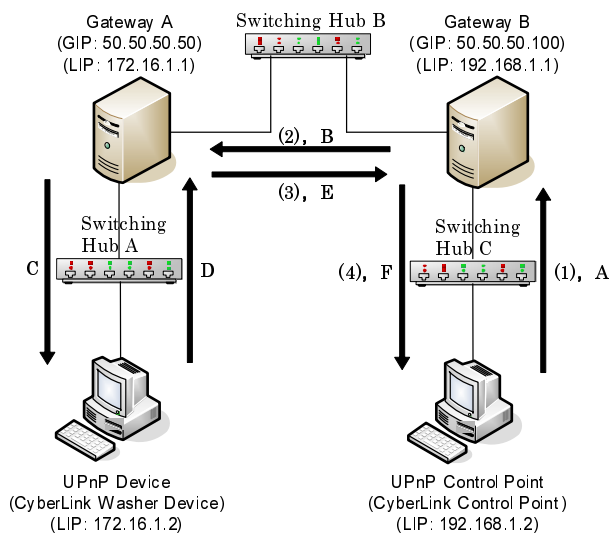 Gateway A
(GIP: 50.50.50.50)
(LIP: 172.16.1.1)
Switching Hub B
Gateway B
(GIP: 50.50.50.100)
(LIP: 192.168.1.1)
(2), B
(3), E
Switching
Hub A
Switching
Hub C
C
D
(4), F
(1), A
UPnP Device
(CyberLink Washer Device)
(LIP: 172.16.1.2)
UPnP Control Point
(CyberLink Control Point)
(LIP: 192.168.1.2)